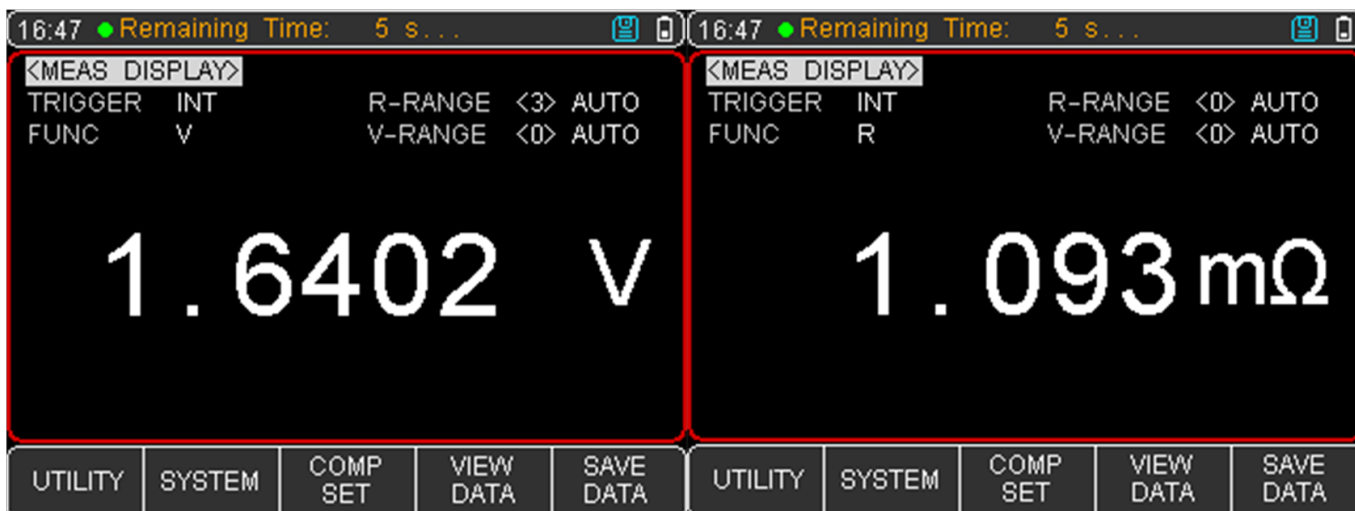 16:47 Remaining Time: 5 s...
<MEAS DISPLAY>
TRIGGER INT R-RANGE <3> AUTO
FUNC V V-RANGE <0> AUTO
1.6402 V
UTILITY SYSTEM COMP SET VIEW DATA SAVE DATA
16:47 Remaining Time: 5 s...
<MEAS DISPLAY>
TRIGGER INT R-RANGE <0> AUTO
FUNC R V-RANGE <0> AUTO
1.093 mΩ
UTILITY SYSTEM COMP SET VIEW DATA SAVE DATA